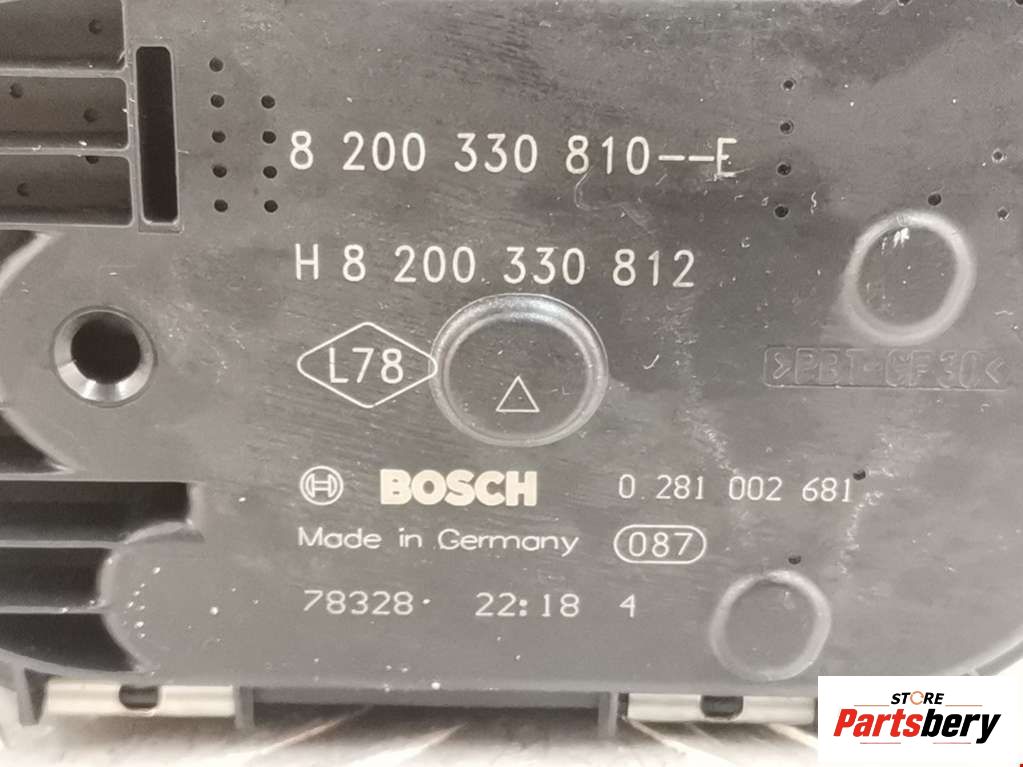 8 200 330 810--E
H 8 200 330 812
L78
>PBT-GF30<
BOSCH 0 281 002 681
Made in Germany 087
78328 22:18 4
STORE
Partsbery